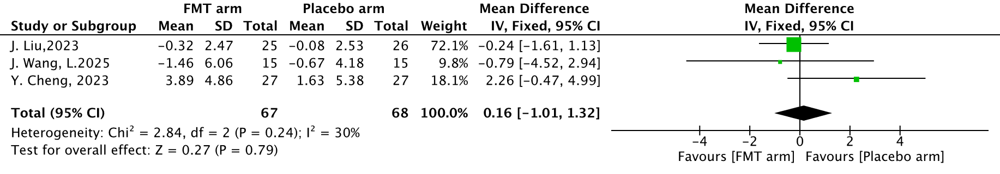 FMT arm Placebo arm Mean Difference Mean Difference
Study or Subgroup Mean SD Total Mean SD Total Weight IV, Fixed, 95% CI IV, Fixed, 95% CI
J. Liu,2023 −0.32 2.47 25 −0.08 2.53 26 72.1% −0.24 [−1.61, 1.13]
J. Wang, L.2025 −1.46 6.06 15 −0.67 4.18 15 9.8% −0.79 [−4.52, 2.94]
Y. Cheng, 2023 3.89 4.86 27 1.63 5.38 27 18.1% 2.26 [−0.47, 4.99]
Total (95% CI) 67 68 100.0% 0.16 [−1.01, 1.32]
Heterogeneity: Chi² = 2.84, df = 2 (P = 0.24); I² = 30%
Test for overall effect: Z = 0.27 (P = 0.79)
−4 −2 0 2 4
Favours [FMT arm] Favours [Placebo arm]